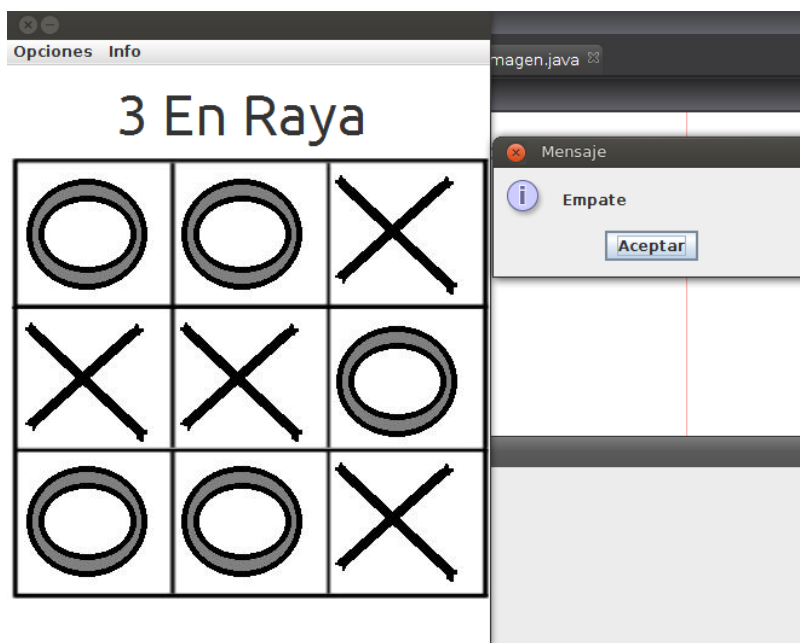 Opciones Info
3 En Raya
O O X
X X O
O O X
magen.java
Mensaje
Empate
Aceptar